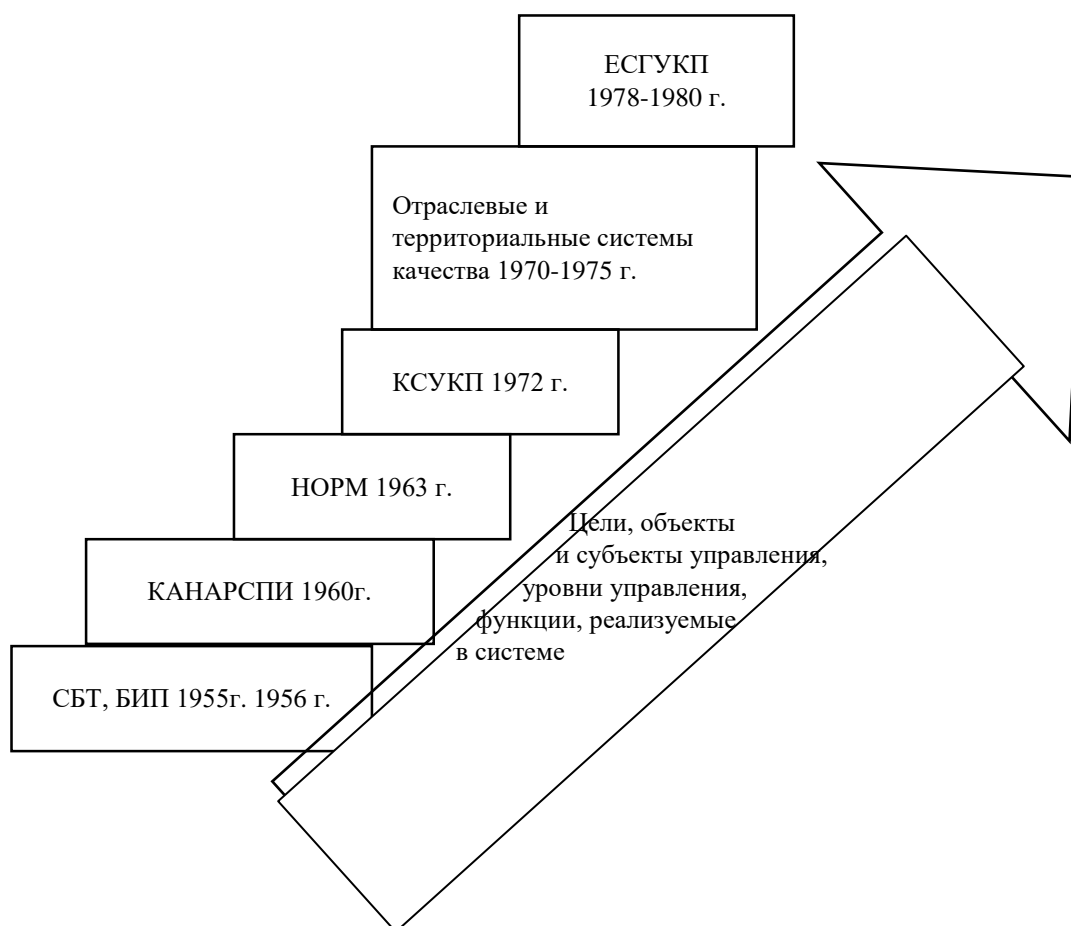 ЕСГУКП
1978-1980 г.
Отраслевые и
территориальные системы
качества 1970-1975 г.
КСУКП 1972 г.
НОРМ 1963 г.
КАНАРСПИ 1960г.
СБТ, БИП 1955г. 1956 г.
Цели, объекты
и субъекты управления,
уровни управления,
функции, реализуемые
в системе